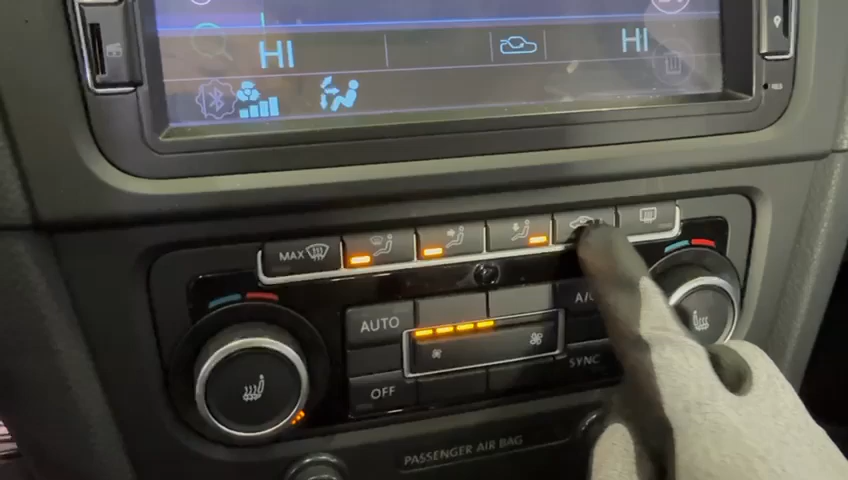 HI HI
MAX
AUTO A/C
OFF SYNC
PASSENGER AIR BAG